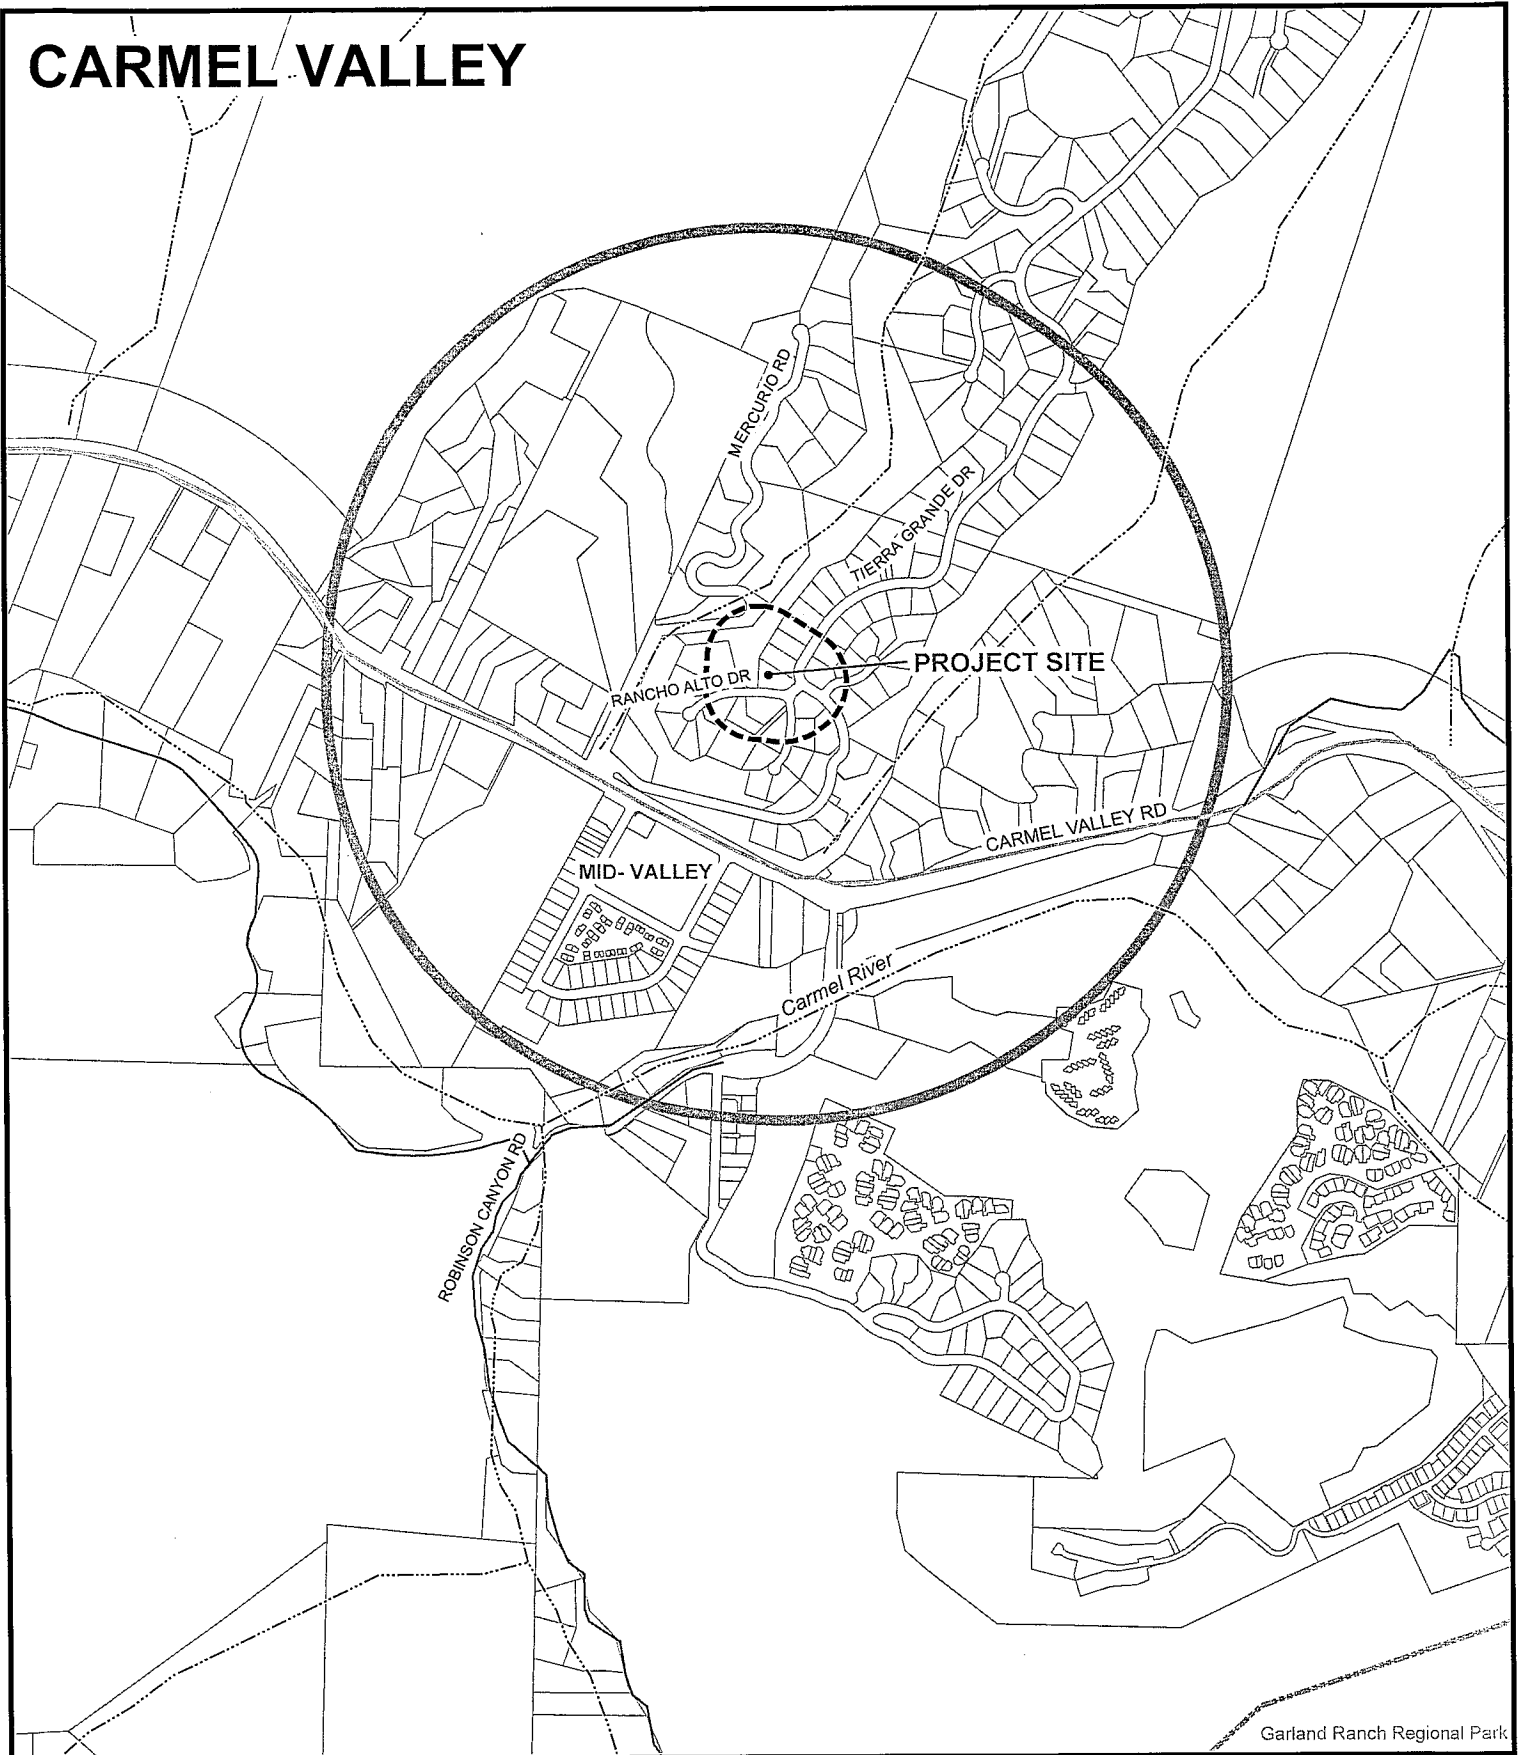 CARMEL VALLEY
MERCURIO RD
TIERRA GRANDE DR
PROJECT SITE
RANCHO ALTO DR
CARMEL VALLEY RD
MID- VALLEY
Carmel River
ROBINSON CANYON RD
Garland Ranch Regional Park